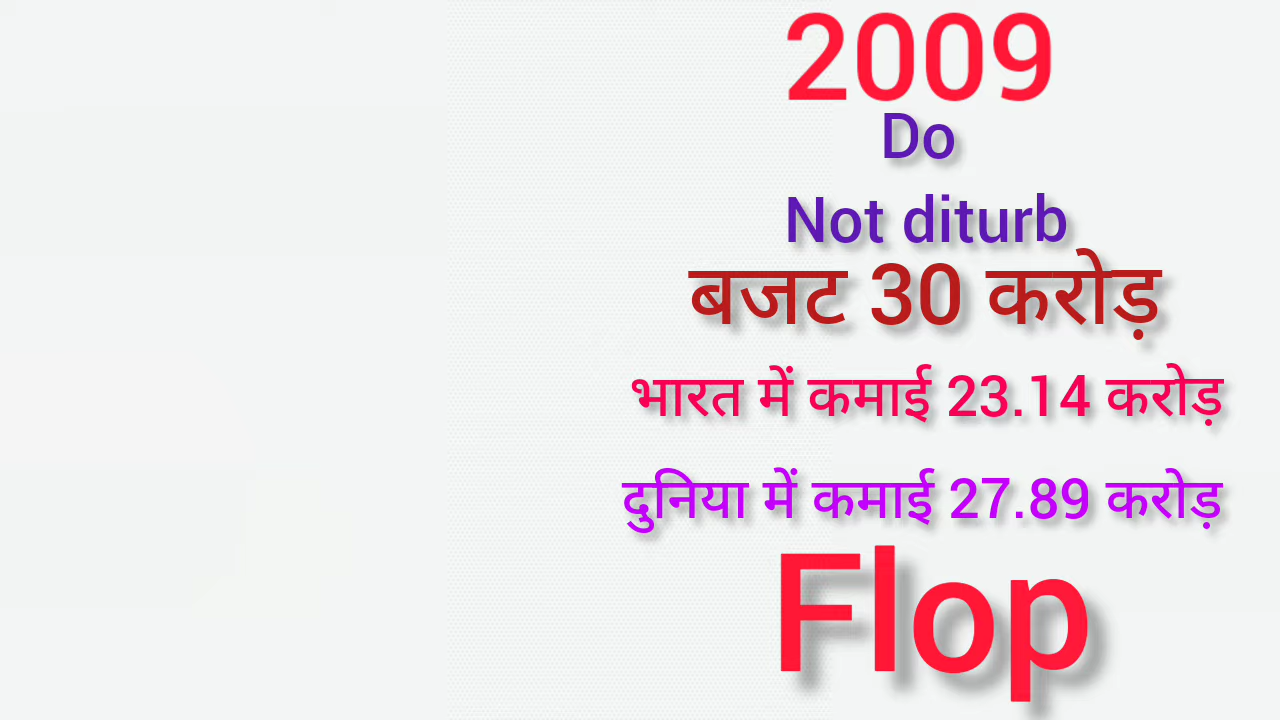 2009
Do
Not diturb
बजट 30 करोड़
भारत में कमाई 23.14 करोड़
दुनिया में कमाई 27.89 करोड़
Flop